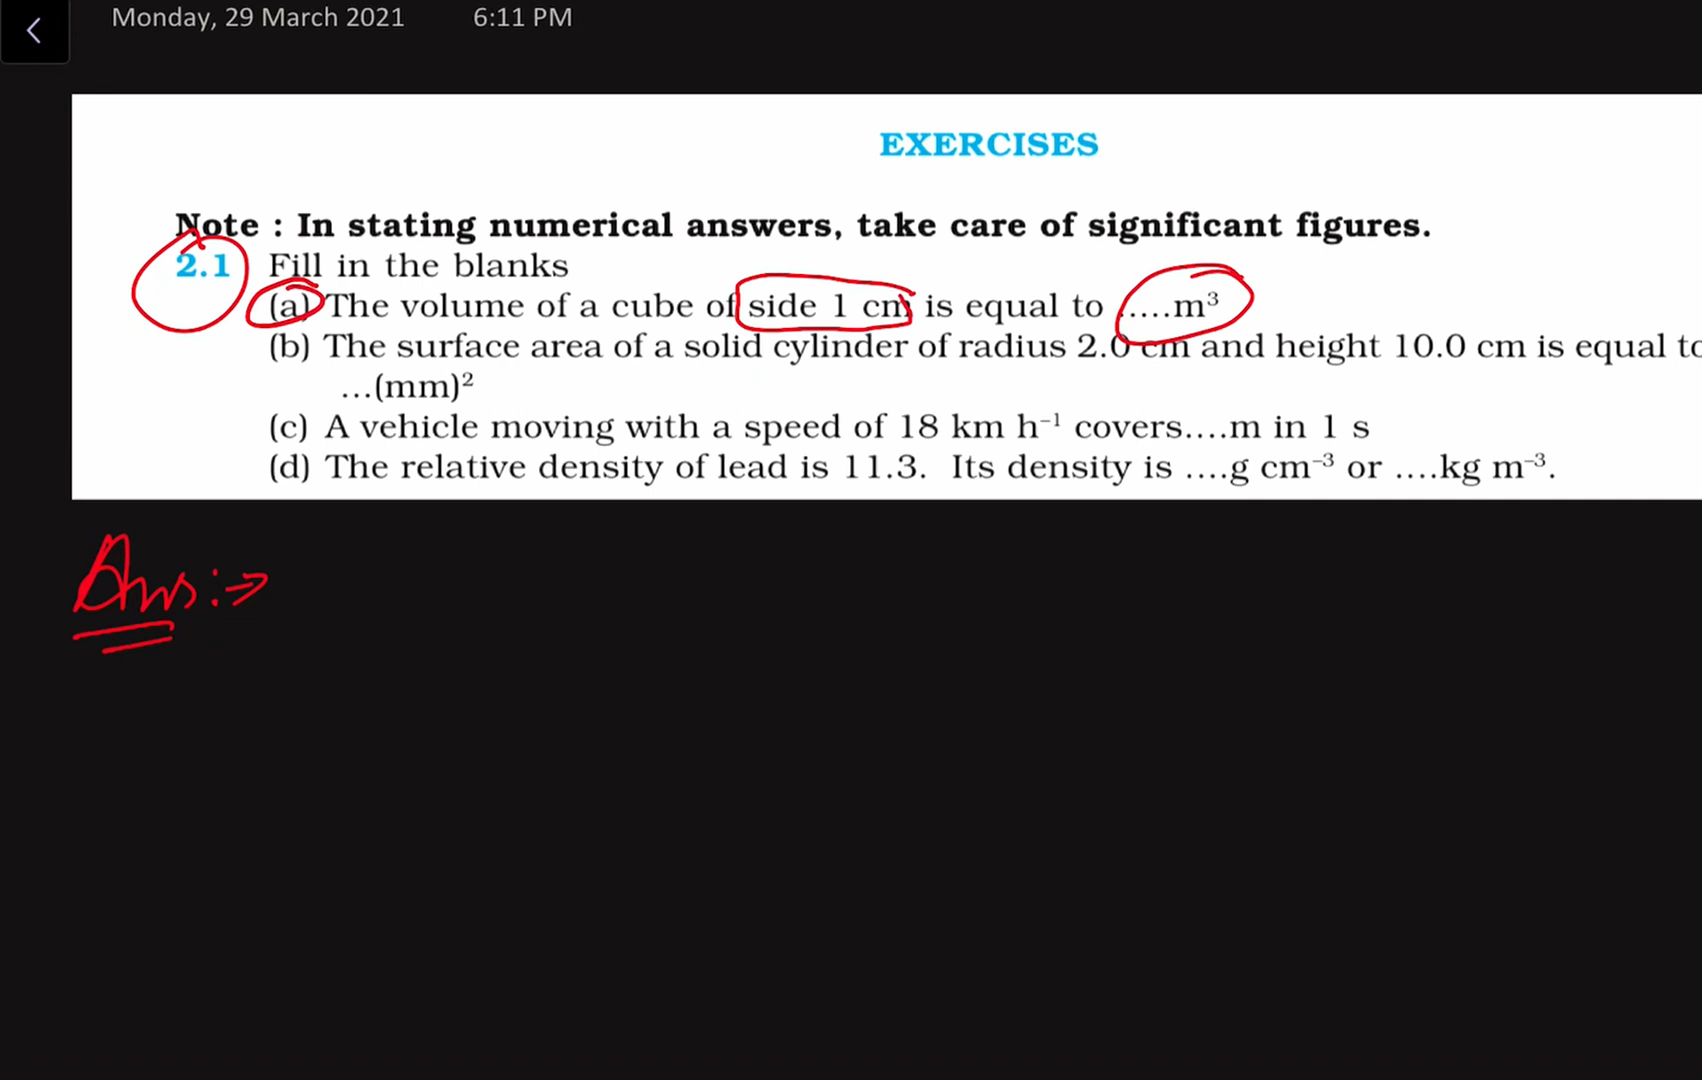 Monday, 29 March 2021 6:11 PM
EXERCISES
Note : In stating numerical answers, take care of significant figures.
2.1 Fill in the blanks
(a) The volume of a cube of side 1 cm is equal to .....m³
(b) The surface area of a solid cylinder of radius 2.0 cm and height 10.0 cm is equal to
...(mm)²
(c) A vehicle moving with a speed of 18 km h⁻¹ covers....m in 1 s
(d) The relative density of lead is 11.3. Its density is ....g cm⁻³ or ....kg m⁻³.
Ans :⇒